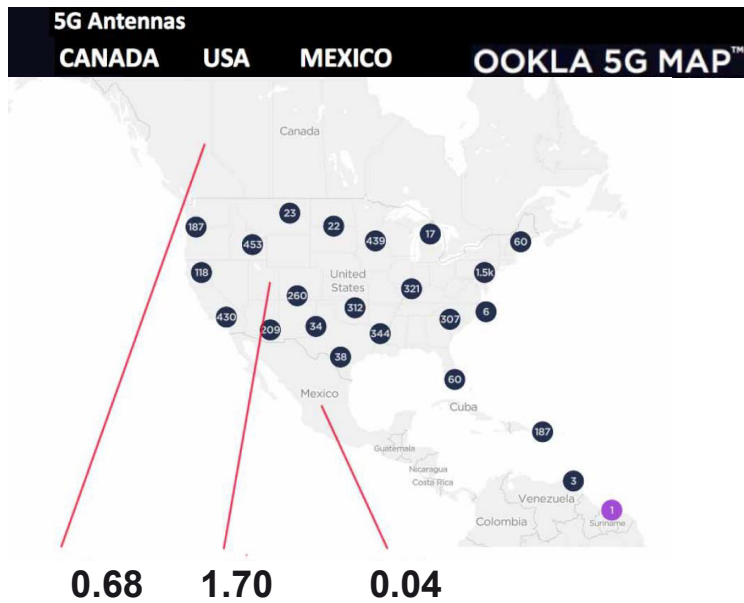 5G Antennas
CANADA USA MEXICO OOKLA 5G MAP™
Canada
23
187
22
17
439
60
453
118
United
States
1.5k
321
260
312
6
430
34
307
209
344
38
60
Mexico
Cuba
187
Guatemala
Nicaragua
Costa Rica
3
Venezuela
1
Colombia
Suriname
0.68 1.70 0.04